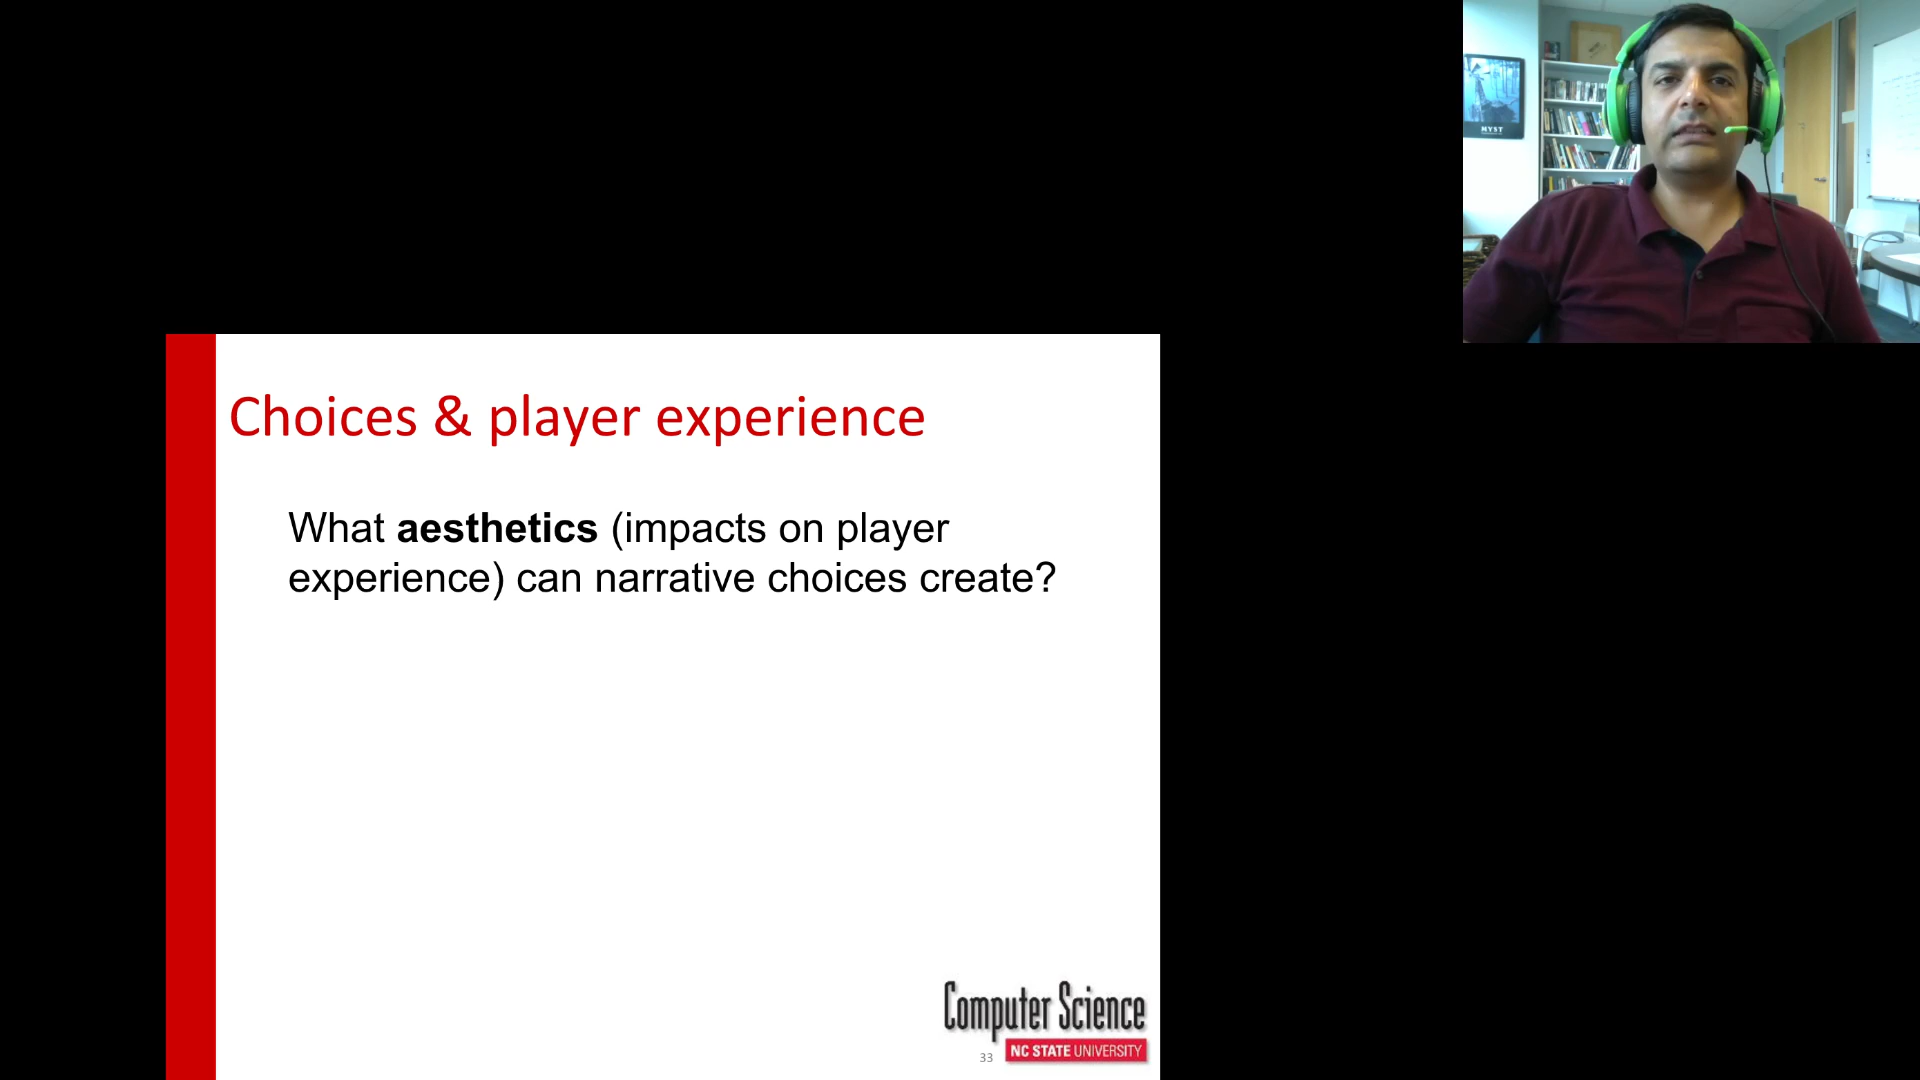 MYST
Choices & player experience
What aesthetics (impacts on player
experience) can narrative choices create?
Computer Science
33
NC STATE UNIVERSITY